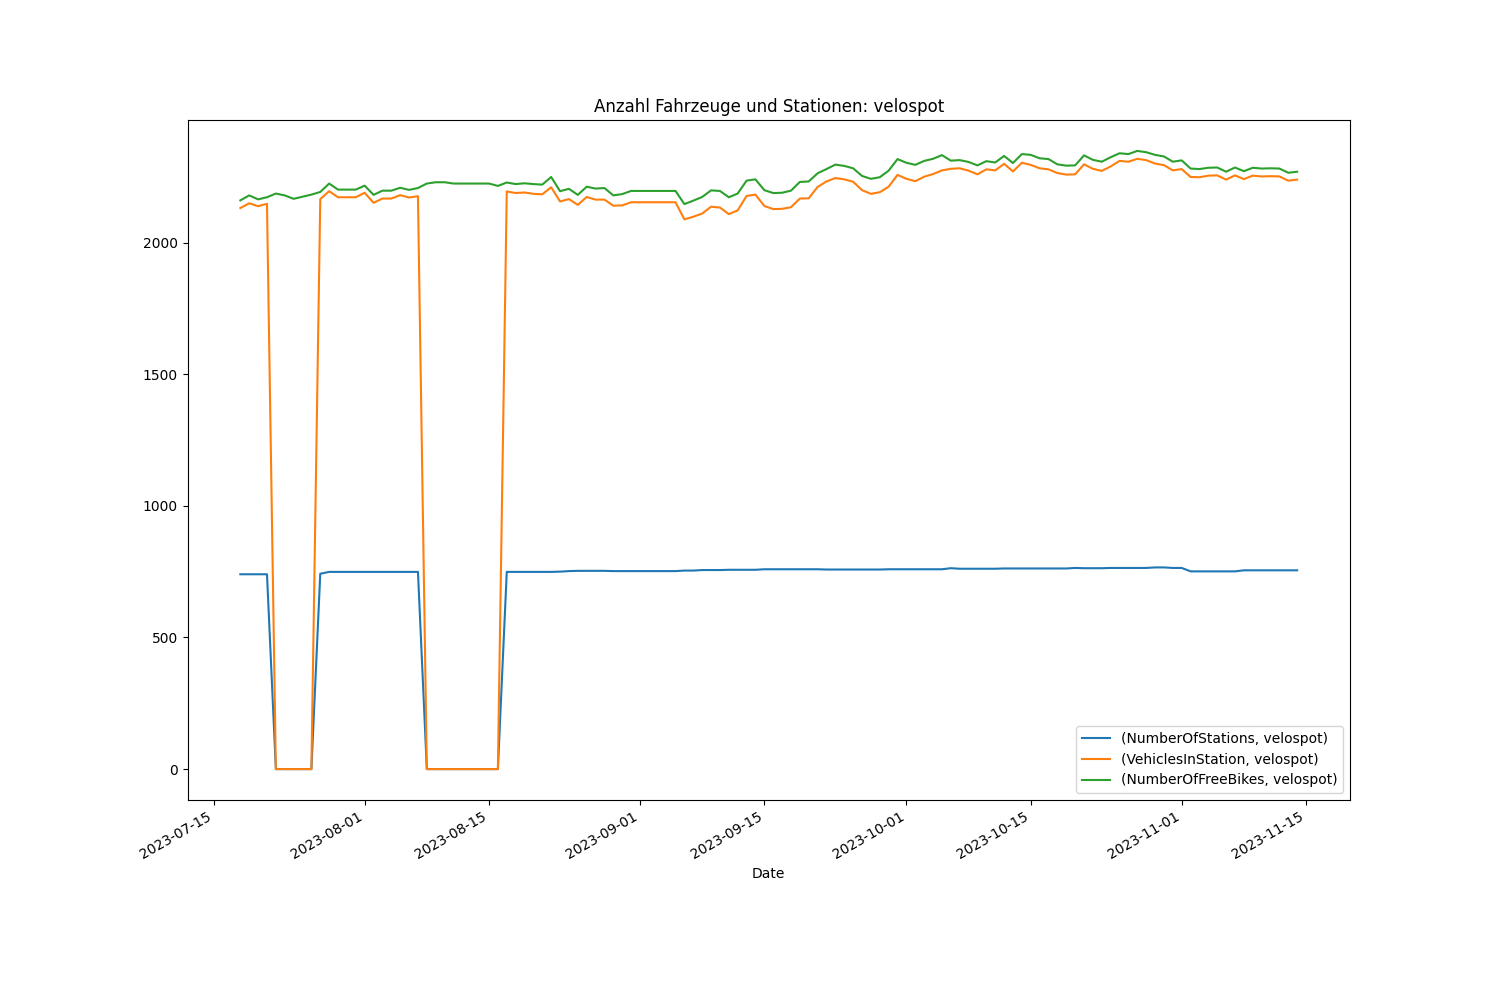 Anzahl Fahrzeuge und Stationen: velospot
2000
1500
1000
500
0
(NumberOfStations, velospot)
(VehiclesInStation, velospot)
(NumberOfFreeBikes, velospot)
2023-07-15
2023-08-01
2023-08-15
2023-09-01
2023-09-15
2023-10-01
2023-10-15
2023-11-01
2023-11-15
Date